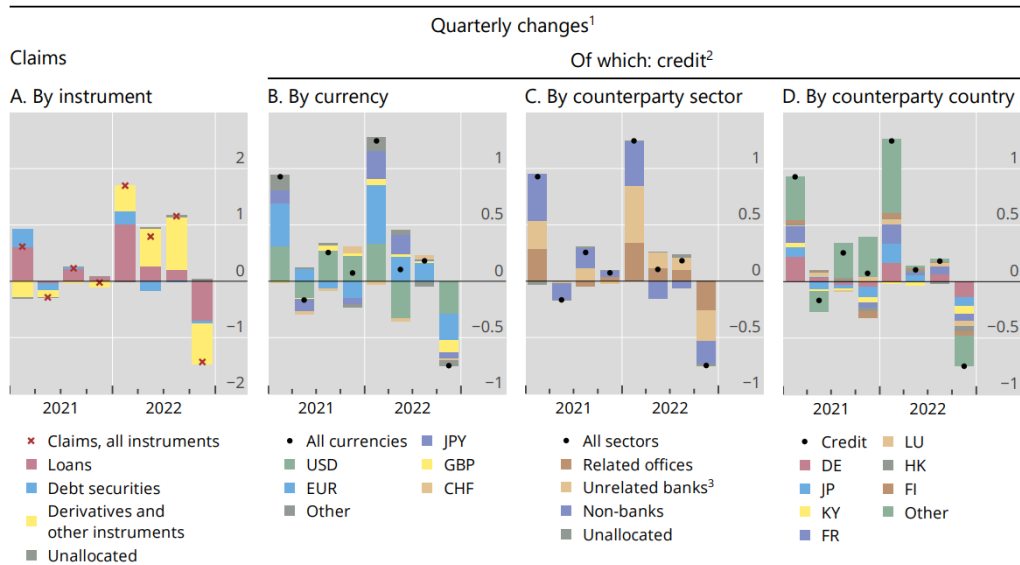 Quarterly changes1
Claims
Of which: credit2
A. By instrument
B. By currency
C. By counterparty sector
D. By counterparty country
2
1
0
−1
−2
2021 2022
1
0.5
0
−0.5
−1
2021 2022
1
0.5
0
−0.5
−1
2021 2022
1
0.5
0
−0.5
−1
2021 2022
Claims, all instruments
Loans
Debt securities
Derivatives and
other instruments
Unallocated
All currencies
USD
EUR
Other
JPY
GBP
CHF
All sectors
Related offices
Unrelated banks3
Non-banks
Unallocated
Credit
DE
JP
KY
FR
LU
HK
FI
Other